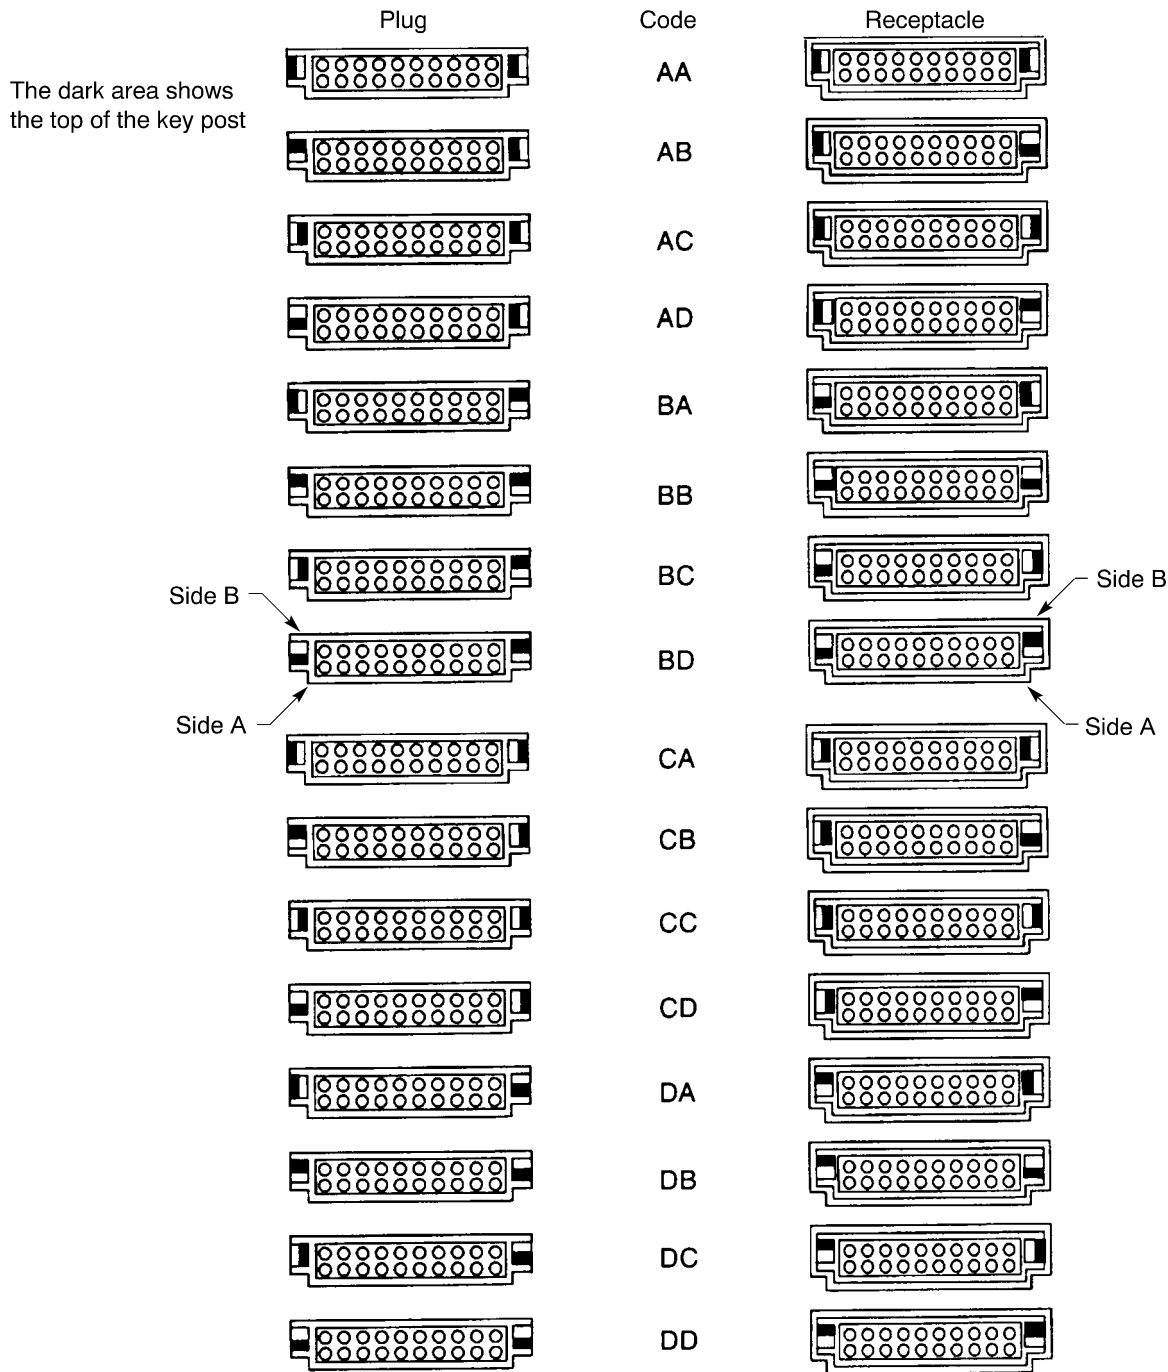 Plug Code Receptacle
AA
The dark area shows
the top of the key post
AB
AC
AD
BA
BB
BC
Side B
Side B
BD
Side A
Side A
CA
CB
CC
CD
DA
DB
DC
DD